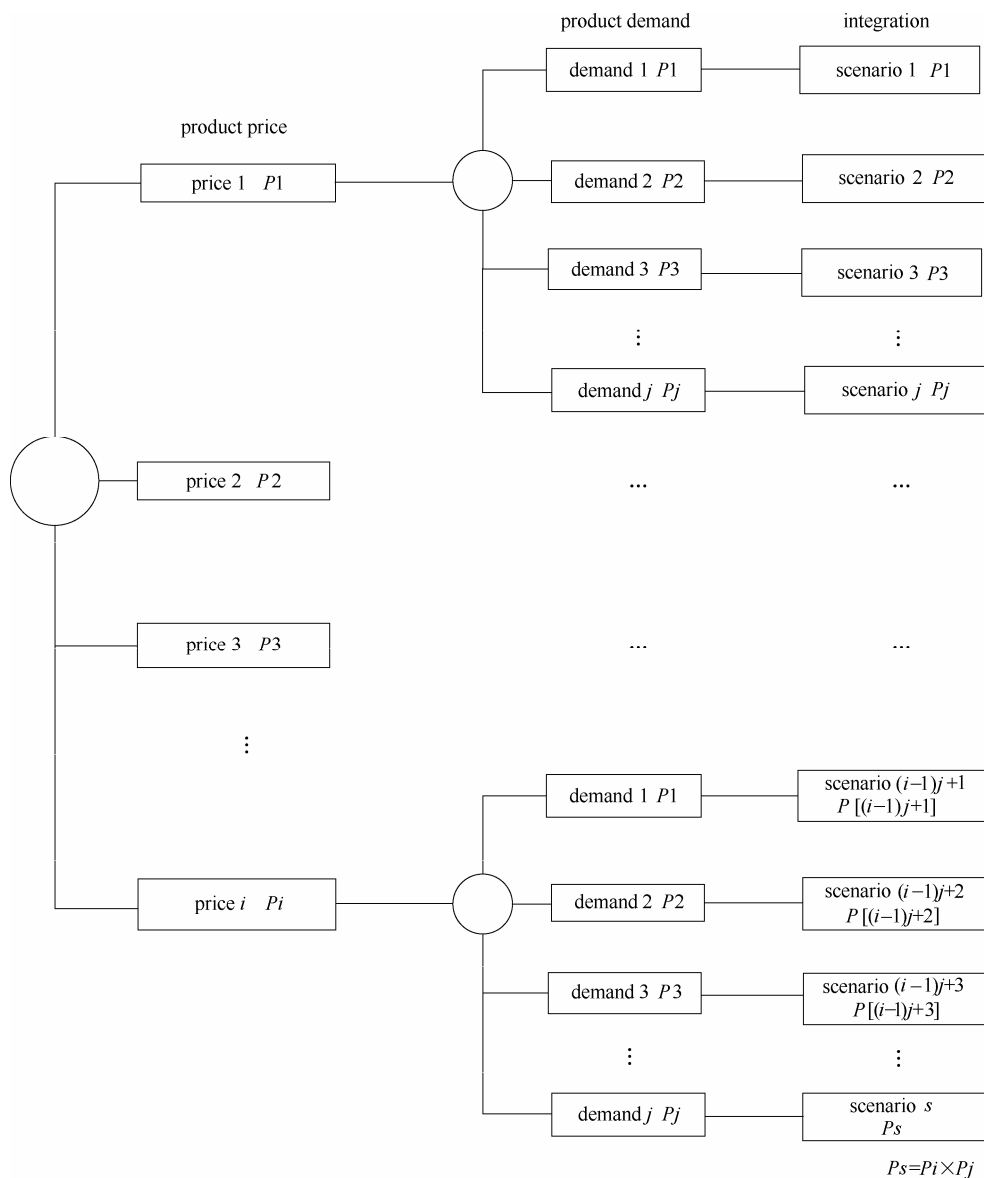 product demand
integration
demand 1 P1
scenario 1 P1
product price
price 1 P1
demand 2 P2
scenario 2 P2
demand 3 P3
scenario 3 P3
⋮
⋮
demand j Pj
scenario j Pj
price 2 P2
...
...
price 3 P3
...
...
⋮
demand 1 P1
scenario (i−1)j+1
P [(i−1)j+1]
price i Pi
demand 2 P2
scenario (i−1)j+2
P [(i−1)j+2]
demand 3 P3
scenario (i−1)j+3
P [(i−1)j+3]
⋮
⋮
demand j Pj
scenario s
Ps
Ps=Pi×Pj